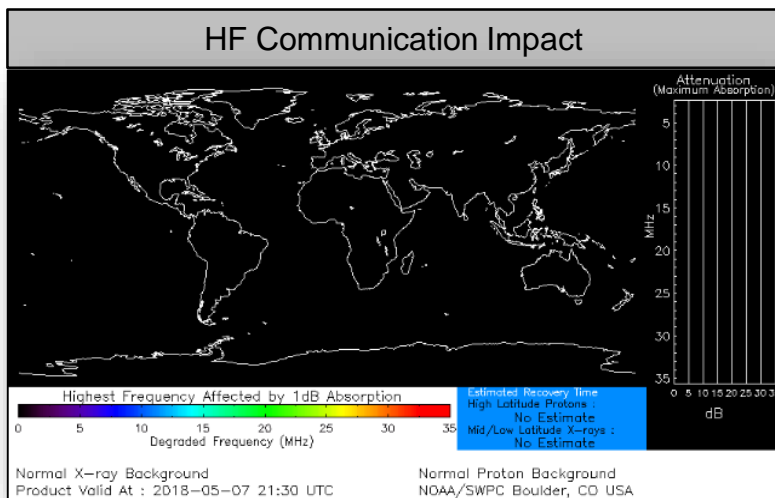 HF Communication Impact
Attenuation
(Maximum Absorption)
5
10
15
20
25
30
35
MHz
0 5 10 15 20 25 30 3
dB
Highest Frequency Affected by 1dB Absorption
0 5 10 15 20 25 30 35
Degraded Frequency (MHz)
Estimated Recovery Time
High Latitude Protons :
No Estimate
Mid/Low Latitude X-rays :
No Estimate
Normal X-ray Background
Product Valid At : 2018-05-07 21:30 UTC
Normal Proton Background
NOAA/SWPC Boulder, CO USA